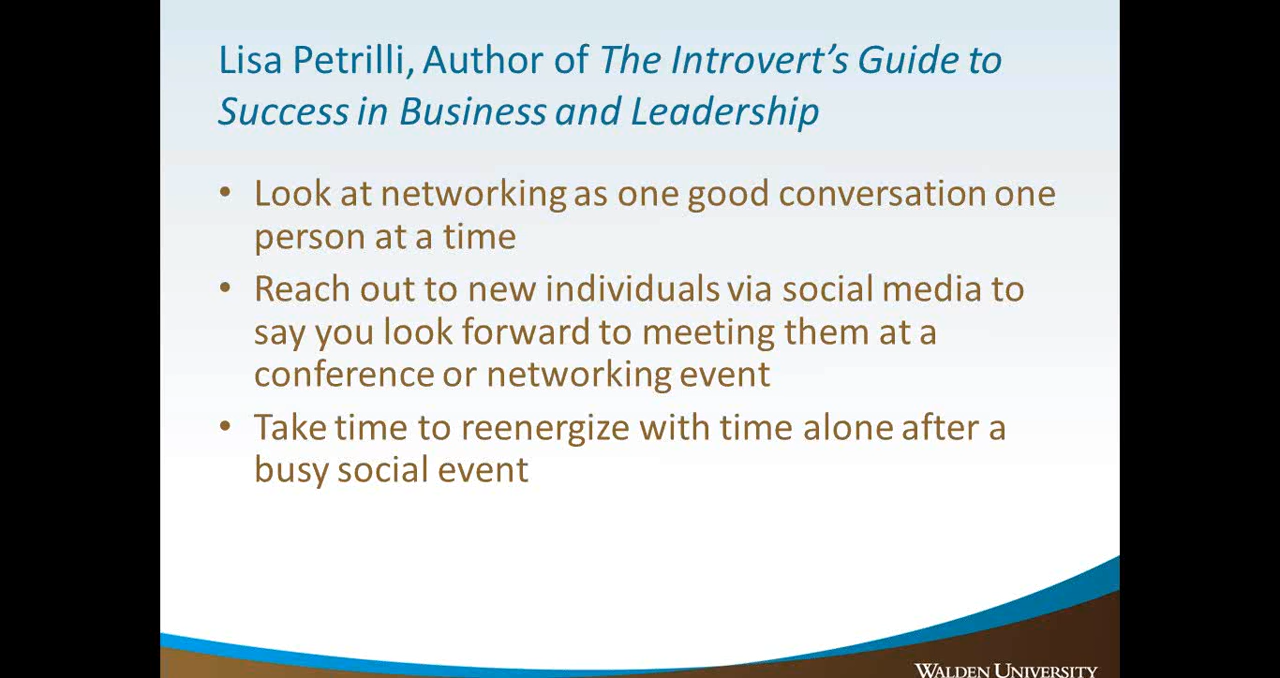 Lisa Petrilli, Author of The Introvert's Guide to
Success in Business and Leadership
• Look at networking as one good conversation one
person at a time
• Reach out to new individuals via social media to
say you look forward to meeting them at a
conference or networking event
• Take time to reenergize with time alone after a
busy social event
WALDEN UNIVERSITY